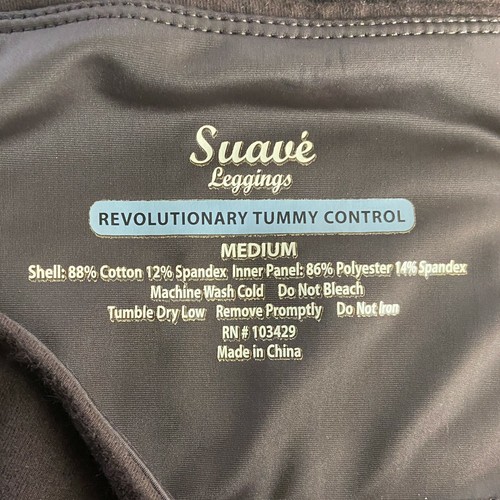 Suavé
Leggings
REVOLUTIONARY TUMMY CONTROL
MEDIUM
Shell: 88% Cotton 12% Spandex Inner Panel: 86% Polyester 14% Spandex
Machine Wash Cold Do Not Bleach
Tumble Dry Low Remove Promptly Do Not Iron
RN # 103429
Made in China